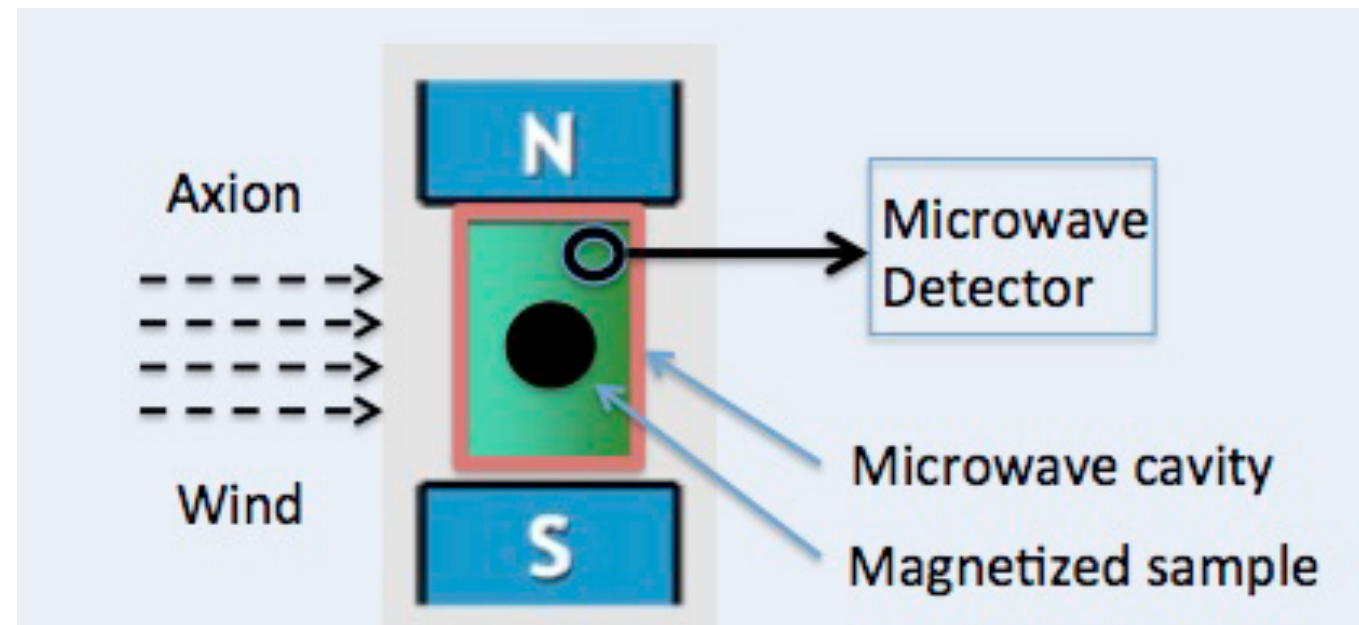 N
Axion
Microwave
Detector
Microwave cavity
Wind
S
Magnetized sample